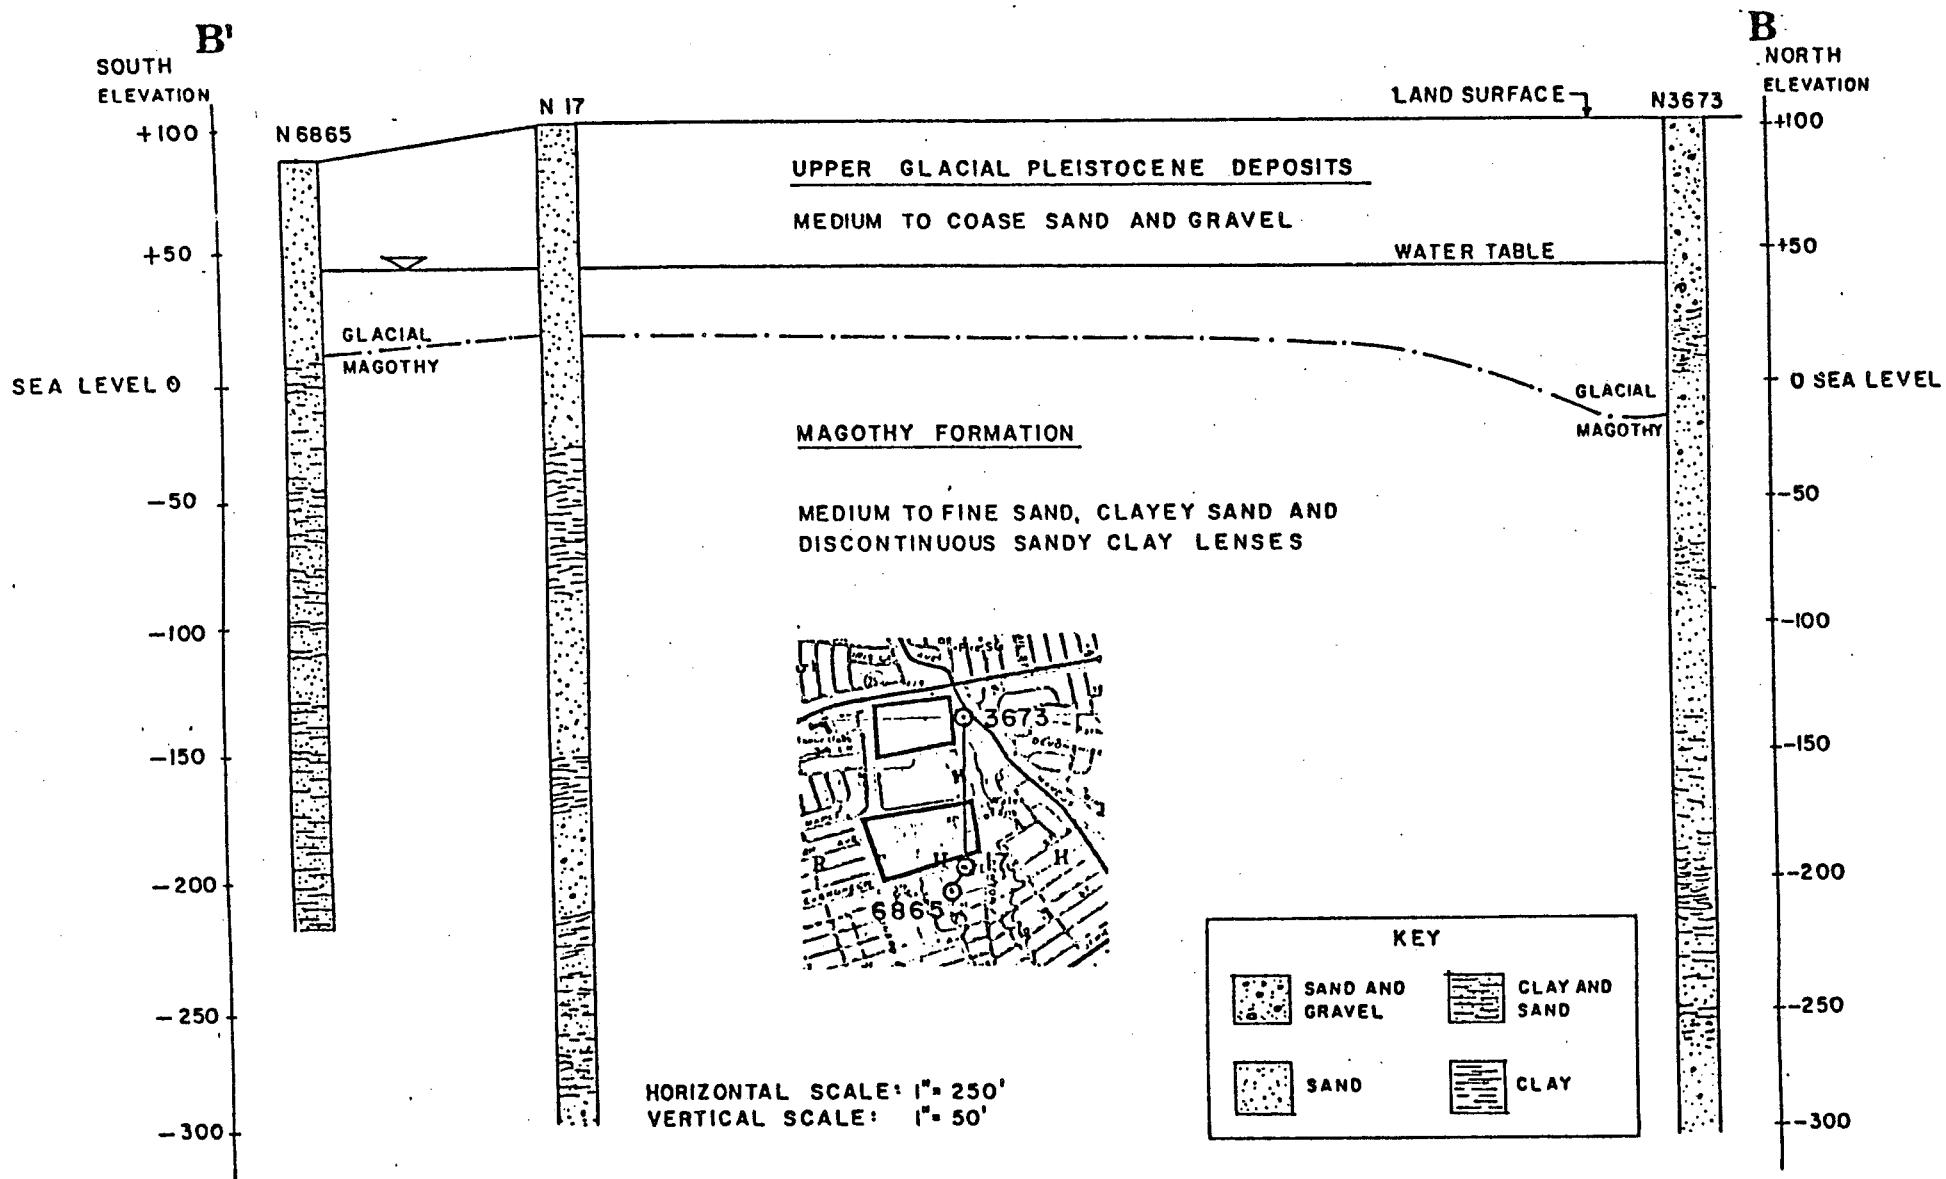 B'
B
SOUTH
ELEVATION
NORTH
ELEVATION
N 6865
N 17
LAND SURFACE
N3673
+100
+100
UPPER GLACIAL PLEISTOCENE DEPOSITS
MEDIUM TO COASE SAND AND GRAVEL
+50
WATER TABLE
+50
GLACIAL
MAGOTHY
SEA LEVEL 0
0 SEA LEVEL
GLACIAL
MAGOTHY
MAGOTHY FORMATION
-50
-50
MEDIUM TO FINE SAND, CLAYEY SAND AND
DISCONTINUOUS SANDY CLAY LENSES
-100
-100
3673
-150
-150
H
R
H
17
H
6865
-200
-200
KEY
SAND AND
GRAVEL
CLAY AND
SAND
SAND
CLAY
-250
-250
HORIZONTAL SCALE: 1"= 250'
VERTICAL SCALE: 1"= 50'
-300
-300